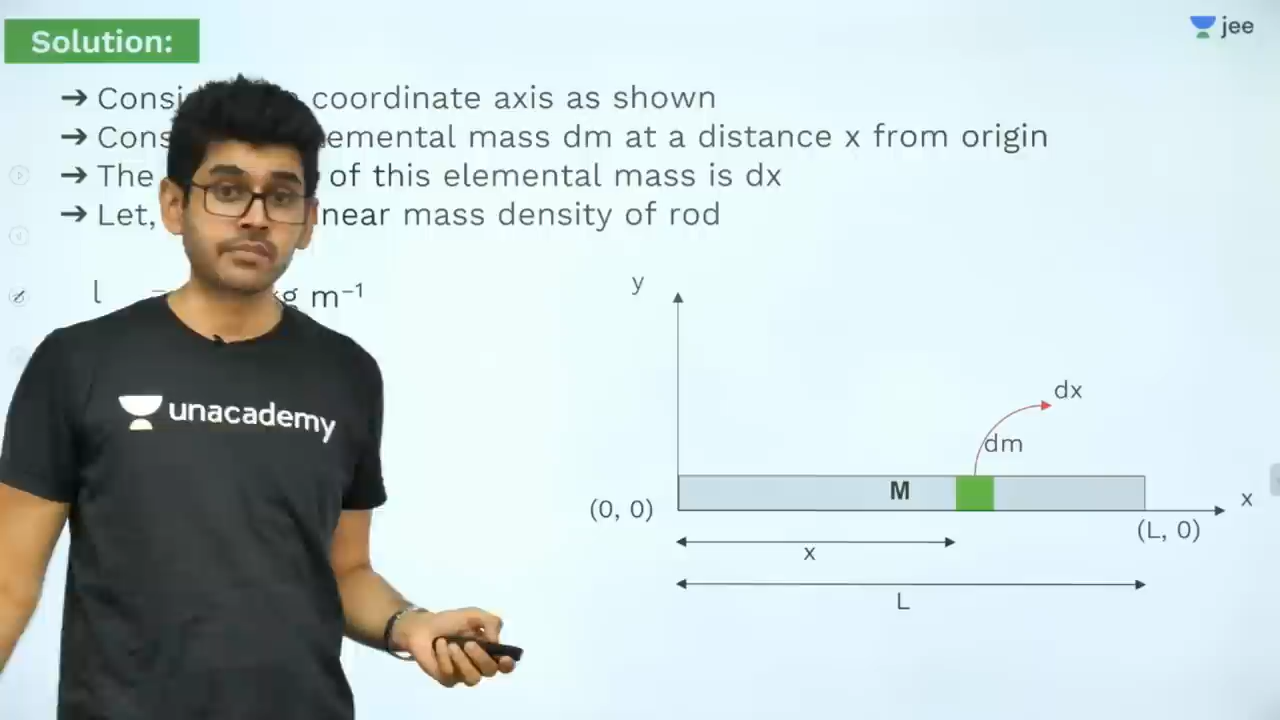 Solution:
jee
➔ Consi coordinate axis as shown
➔ Cons emental mass dm at a distance x from origin
➔ The of this elemental mass is dx
➔ Let, near mass density of rod
l = g m⁻¹
unacademy
y
dx
dm
M
x
(0, 0)
(L, 0)
x
L